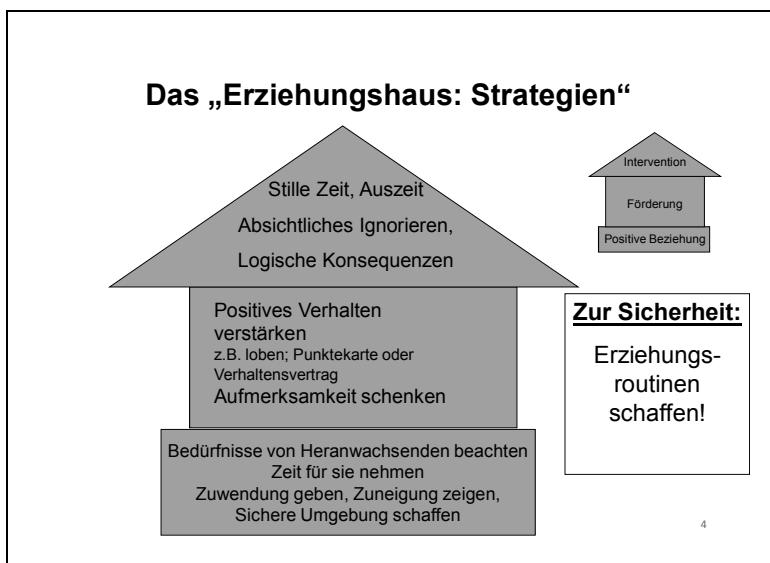 Das „Erziehungshaus: Strategien“
Stille Zeit, Auszeit
Absichtliches Ignorieren,
Logische Konsequenzen
Positives Verhalten
verstärken
z.B. loben; Punktekarte oder
Verhaltensvertrag
Aufmerksamkeit schenken
Bedürfnisse von Heranwachsenden beachten
Zeit für sie nehmen
Zuwendung geben, Zuneigung zeigen,
Sichere Umgebung schaffen
Intervention
Förderung
Positive Beziehung
Zur Sicherheit:
Erziehungs-
routinen
schaffen!
4